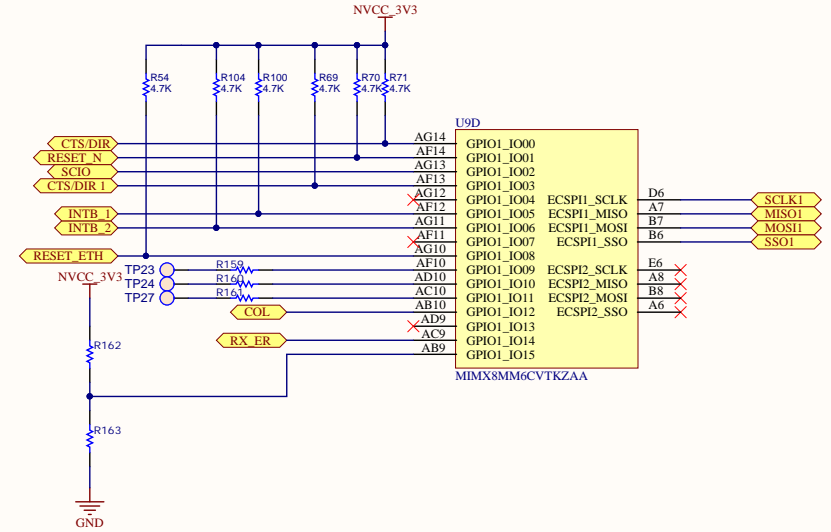 NVCC_3V3
R54
4.7K
R104
4.7K
R100
4.7K
R69
4.7K
R70
4.7K
R71
4.7K
U9D
CTS/DIR AG14 GPIO1_IO00
RESET_N AF14 GPIO1_IO01
SCIO AG13 GPIO1_IO02
CTS/DIR 1 AF13 GPIO1_IO03
AG12 GPIO1_IO04 ECSPI1_SCLK D6 SCLK1
INTB_1 AF12 GPIO1_IO05 ECSPI1_MISO A7 MISO1
INTB_2 AG11 GPIO1_IO06 ECSPI1_MOSI B7 MOSI1
AF11 GPIO1_IO07 ECSPI1_SSO B6 SSO1
RESET_ETH AG10 GPIO1_IO08
TP23 R159 AF10 GPIO1_IO09 ECSPI2_SCLK E6
NVCC_3V3 TP24 R160 AD10 GPIO1_IO10 ECSPI2_MISO A8
TP27 R161 AC10 GPIO1_IO11 ECSPI2_MOSI B8
COL AB10 GPIO1_IO12 ECSPI2_SSO A6
AD9 GPIO1_IO13
RX_ER AC9 GPIO1_IO14
AB9 GPIO1_IO15
R162
MIMX8MM6CVTKZAA
R163
GND